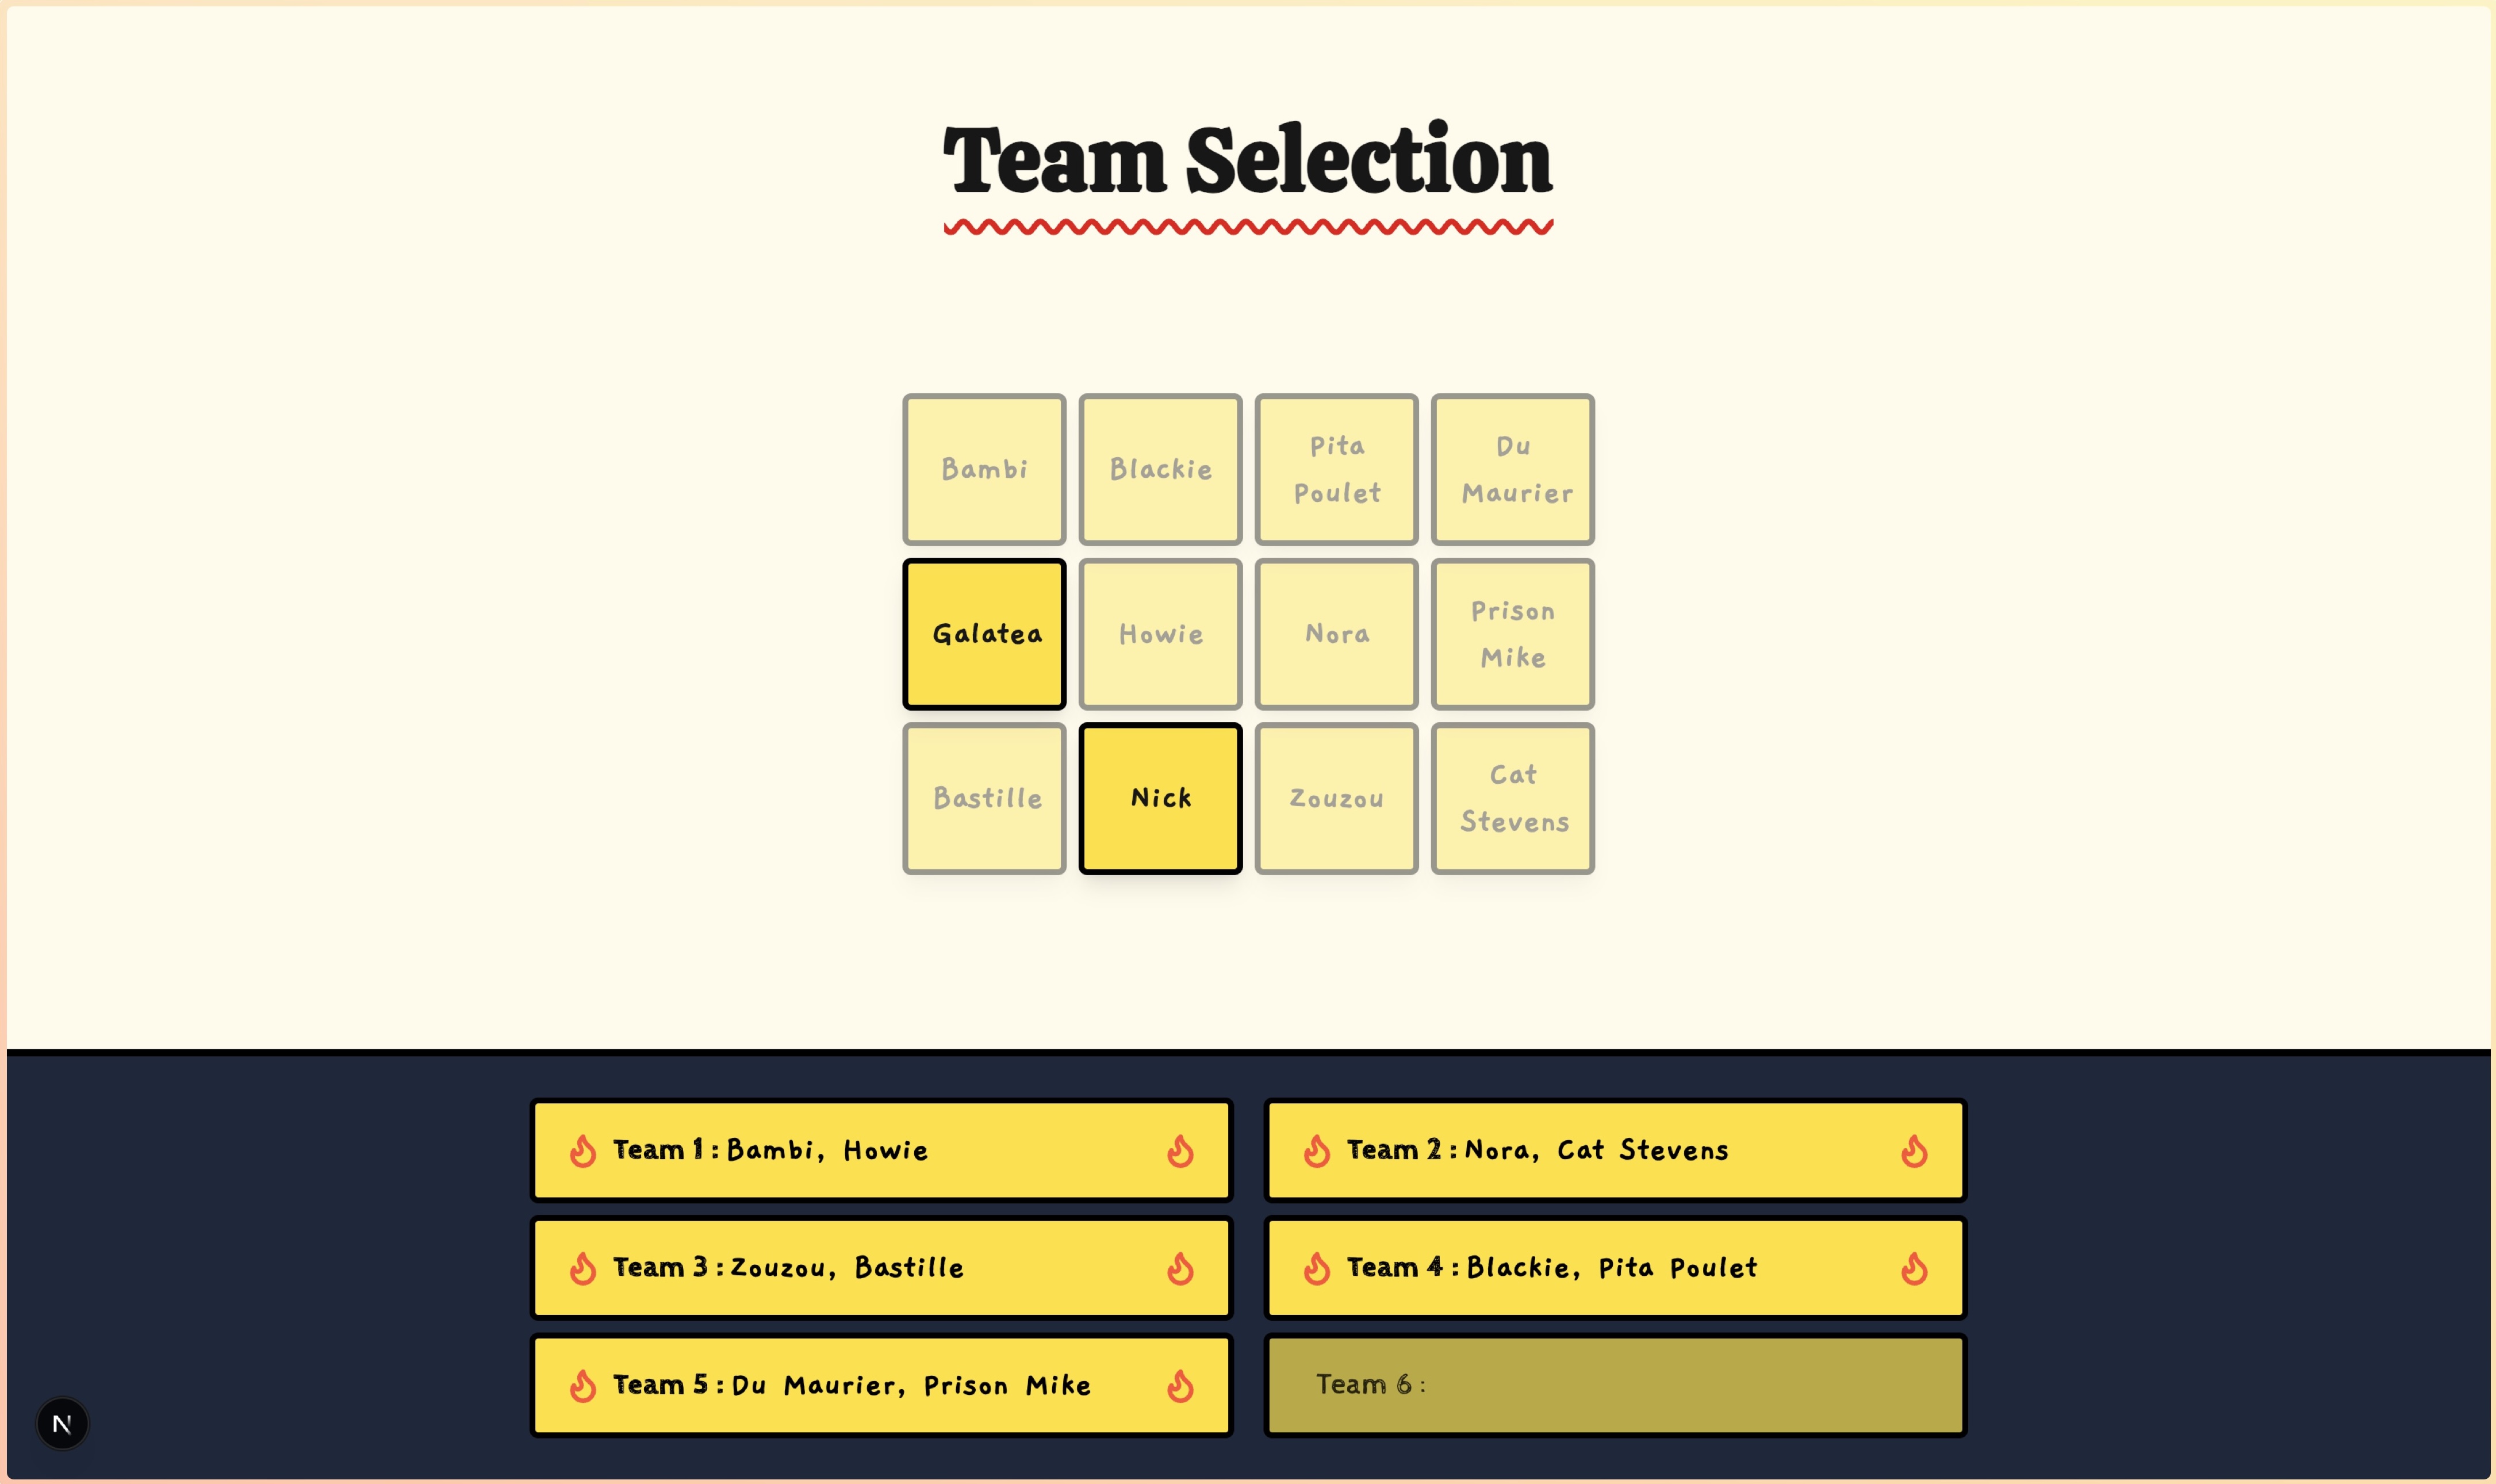 Team Selection
Bambi
Blackie
Pita
Poulet
Du
Maurier
Galatea
Howie
Nora
Prison
Mike
Bastille
Nick
Zouzou
Cat
Stevens
Team 1 : Bambi, Howie
Team 2 : Nora, Cat Stevens
Team 3 : Zouzou, Bastille
Team 4 : Blackie, Pita Poulet
Team 5 : Du Maurier, Prison Mike
Team 6 :
N